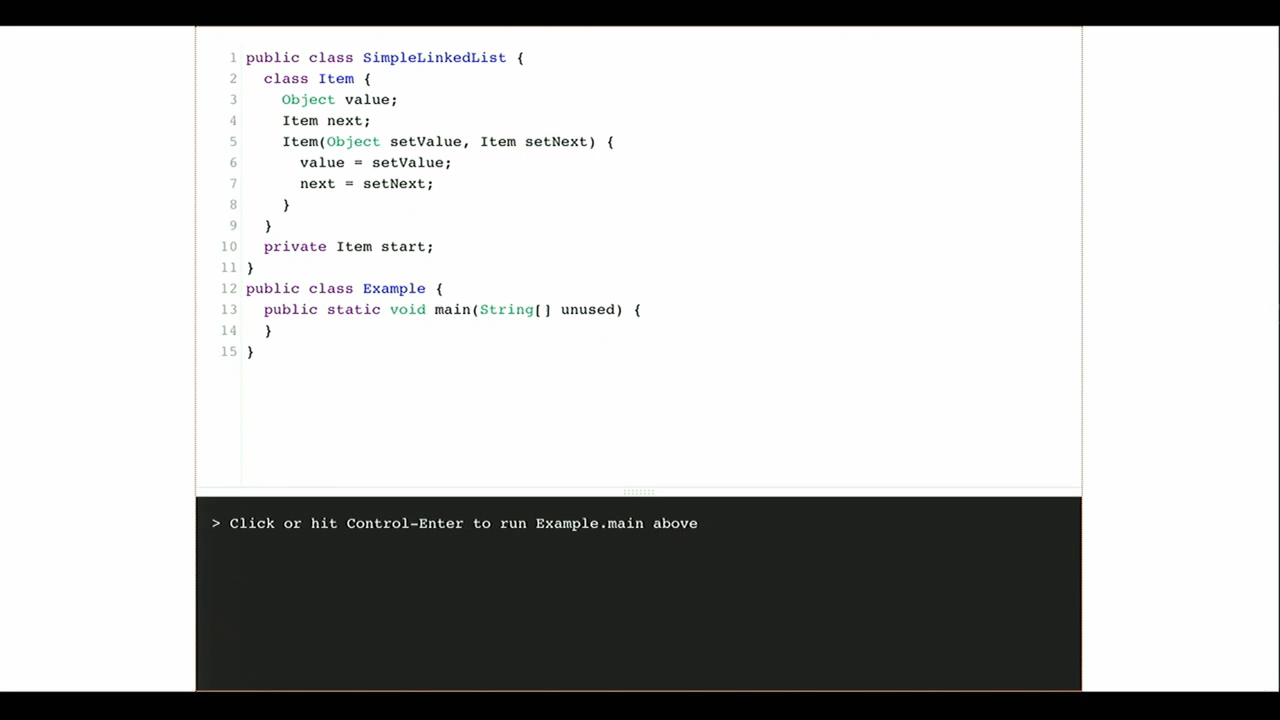 1 public class SimpleLinkedList {
2 class Item {
3 Object value;
4 Item next;
5 Item(Object setValue, Item setNext) {
6 value = setValue;
7 next = setNext;
8 }
9 }
10 private Item start;
11 }
12 public class Example {
13 public static void main(String[] unused) {
14 }
15 }
> Click or hit Control-Enter to run Example.main above